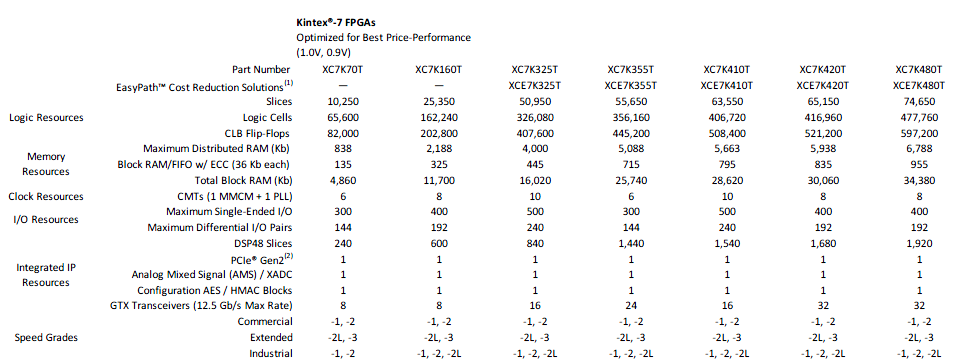 Kintex®-7 FPGAs
Optimized for Best Price-Performance
(1.0V, 0.9V)
Part Number XC7K70T XC7K160T XC7K325T XC7K355T XC7K410T XC7K420T XC7K480T
EasyPath™ Cost Reduction Solutions(1) — — XCE7K325T XCE7K355T XCE7K410T XCE7K420T XCE7K480T
Slices 10,250 25,350 50,950 55,650 63,550 65,150 74,650
Logic Resources Logic Cells 65,600 162,240 326,080 356,160 406,720 416,960 477,760
CLB Flip-Flops 82,000 202,800 407,600 445,200 508,400 521,200 597,200
Maximum Distributed RAM (Kb) 838 2,188 4,000 5,088 5,663 5,938 6,788
Memory Resources Block RAM/FIFO w/ ECC (36 Kb each) 135 325 445 715 795 835 955
Total Block RAM (Kb) 4,860 11,700 16,020 25,740 28,620 30,060 34,380
Clock Resources CMTs (1 MMCM + 1 PLL) 6 8 10 6 10 8 8
I/O Resources Maximum Single-Ended I/O 300 400 500 300 500 400 400
Maximum Differential I/O Pairs 144 192 240 144 240 192 192
DSP48 Slices 240 600 840 1,440 1,540 1,680 1,920
PCIe® Gen2(2) 1 1 1 1 1 1 1
Integrated IP Resources Analog Mixed Signal (AMS) / XADC 1 1 1 1 1 1 1
Configuration AES / HMAC Blocks 1 1 1 1 1 1 1
GTX Transceivers (12.5 Gb/s Max Rate) 8 8 16 24 16 32 32
Commercial -1, -2 -1, -2 -1, -2 -1, -2 -1, -2 -1, -2 -1, -2
Speed Grades Extended -2L, -3 -2L, -3 -2L, -3 -2L, -3 -2L, -3 -2L, -3 -2L, -3
Industrial -1, -2 -1, -2, -2L -1, -2, -2L -1, -2, -2L -1, -2, -2L -1, -2, -2L -1, -2, -2L